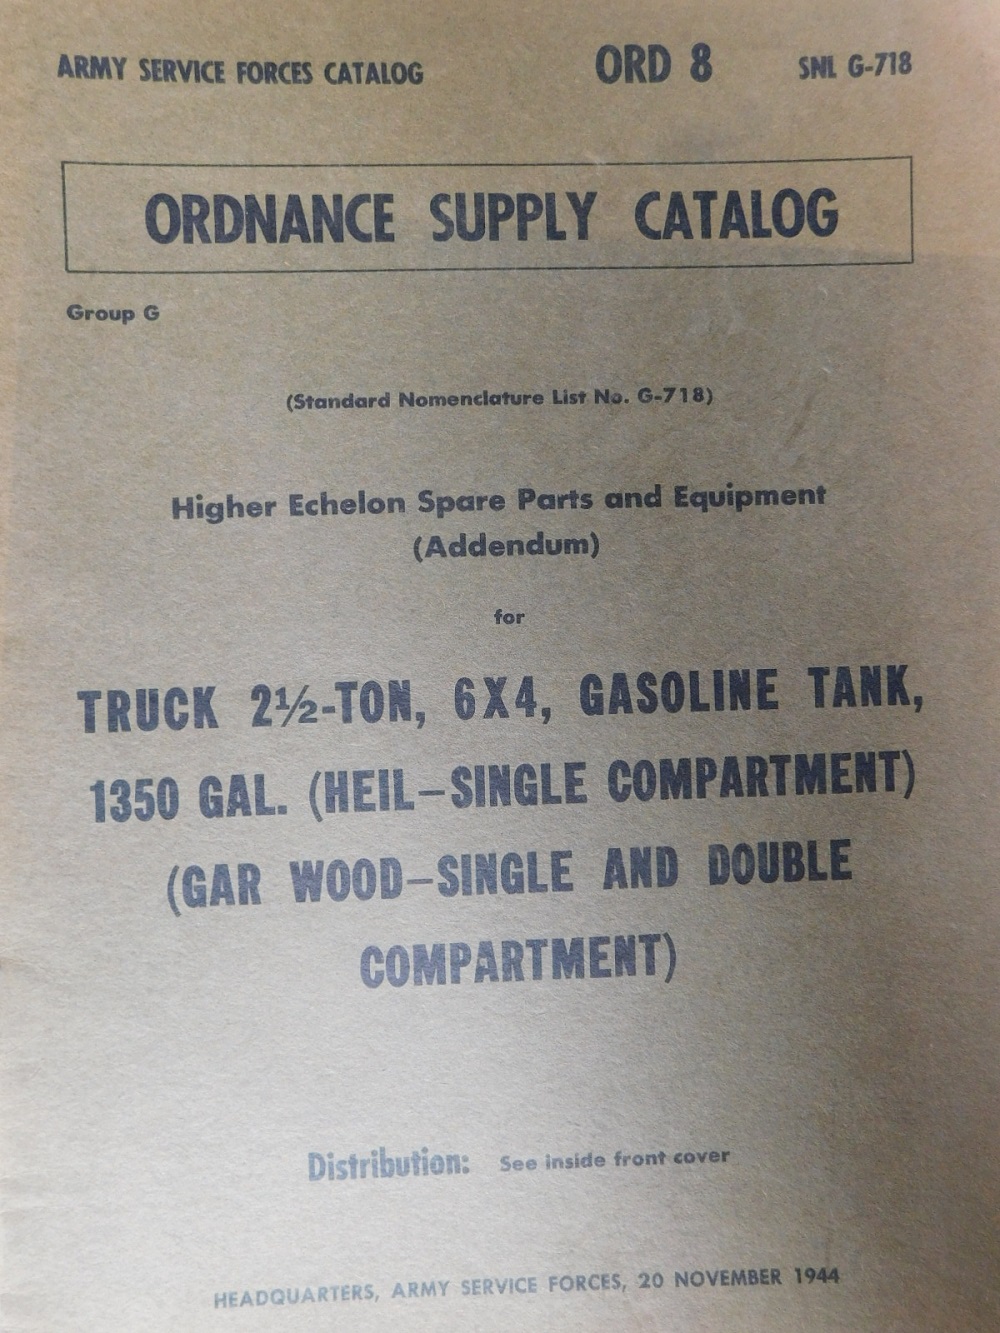 ARMY SERVICE FORCES CATALOG ORD 8 SNL G-718
ORDNANCE SUPPLY CATALOG
Group G
(Standard Nomenclature List No. G-718)
Higher Echelon Spare Parts and Equipment
(Addendum)
for
TRUCK 2½-TON, 6X4, GASOLINE TANK,
1350 GAL. (HEIL–SINGLE COMPARTMENT)
(GAR WOOD–SINGLE AND DOUBLE
COMPARTMENT)
Distribution: See inside front cover
HEADQUARTERS, ARMY SERVICE FORCES, 20 NOVEMBER 1944